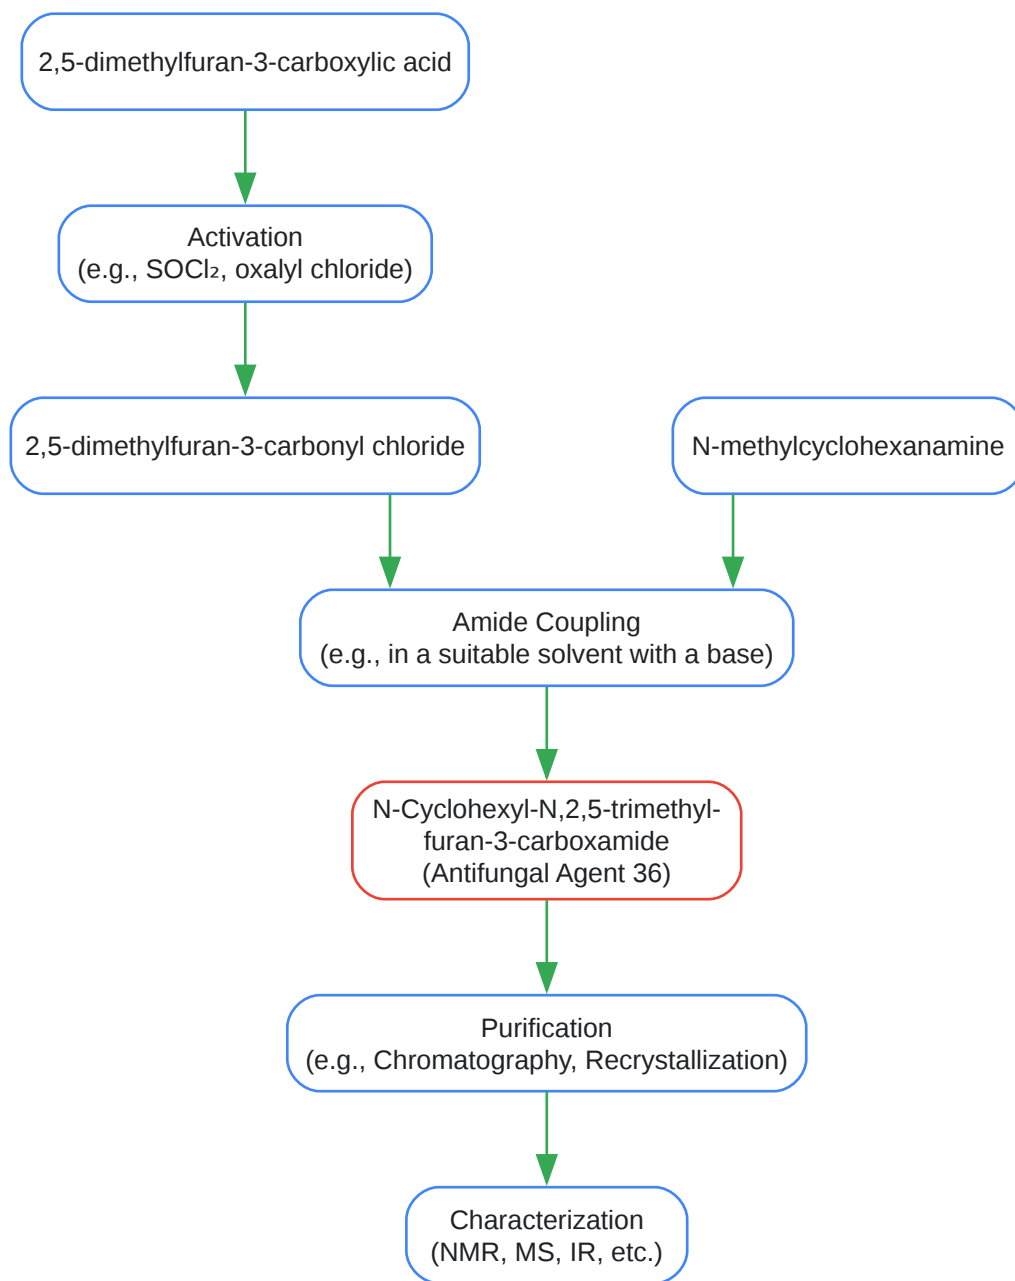 2,5-dimethylfuran-3-carboxylic acid
Activation
(e.g., SOCl₂, oxalyl chloride)
2,5-dimethylfuran-3-carbonyl chloride
N-methylcyclohexanamine
Amide Coupling
(e.g., in a suitable solvent with a base)
N-Cyclohexyl-N,2,5-trimethyl-
furan-3-carboxamide
(Antifungal Agent 36)
Purification
(e.g., Chromatography, Recrystallization)
Characterization
(NMR, MS, IR, etc.)